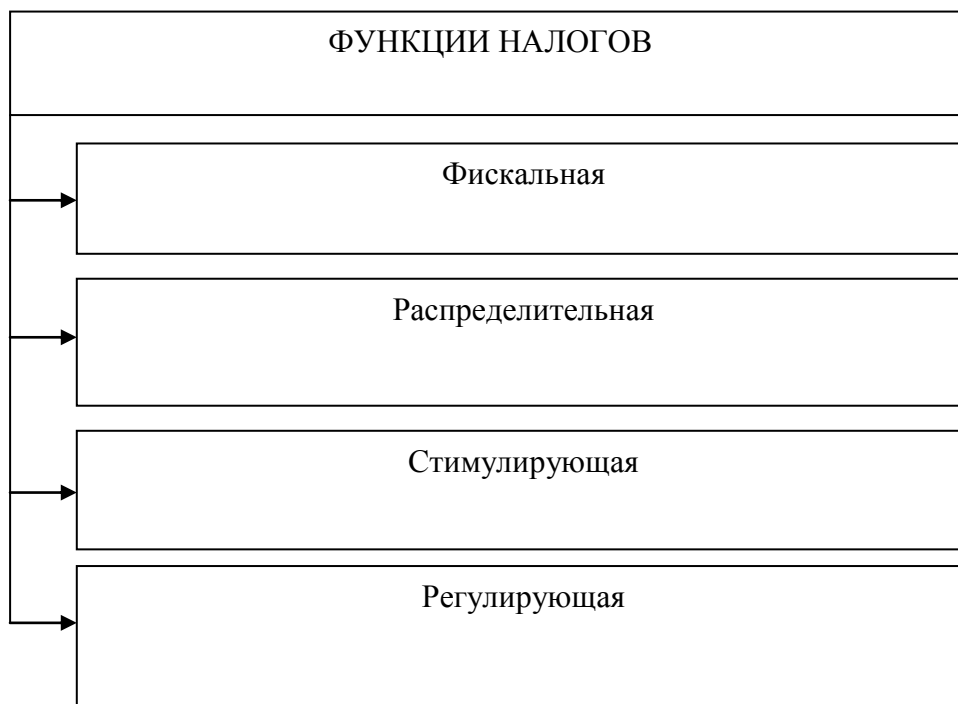 ФУНКЦИИ НАЛОГОВ
Фискальная
Распределительная
Стимулирующая
Регулирующая